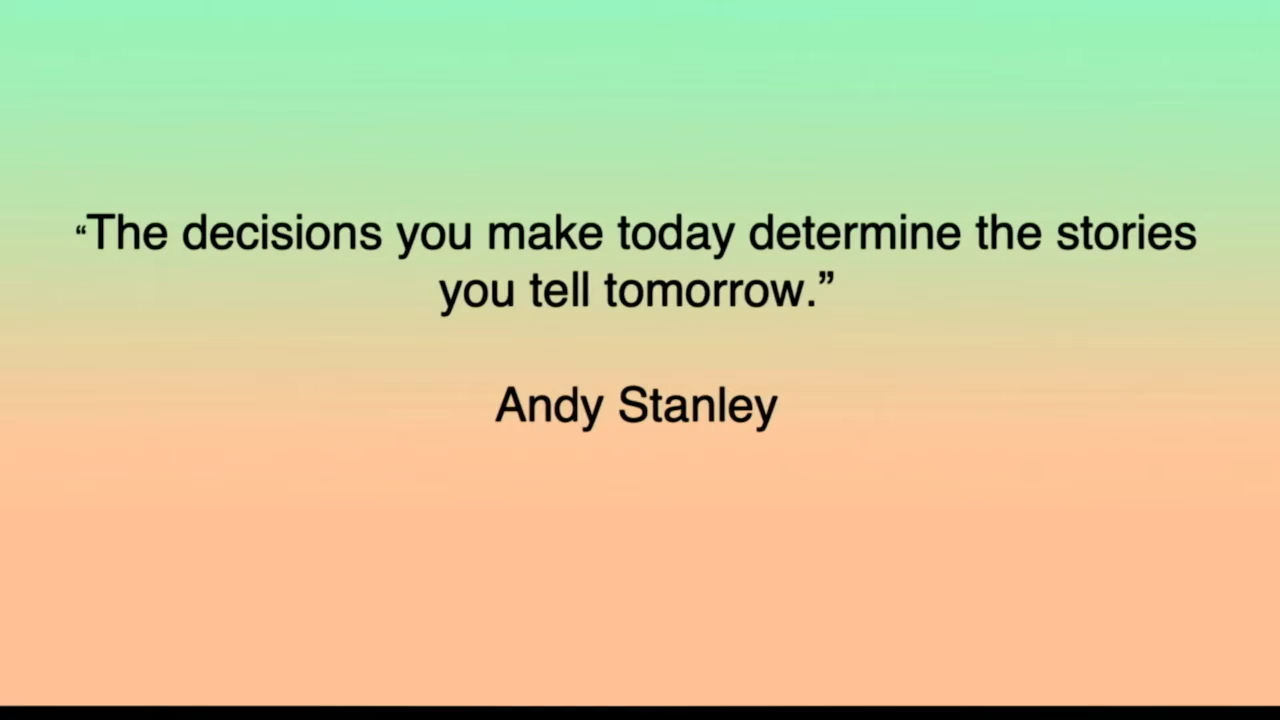 “The decisions you make today determine the stories
you tell tomorrow.”
Andy Stanley